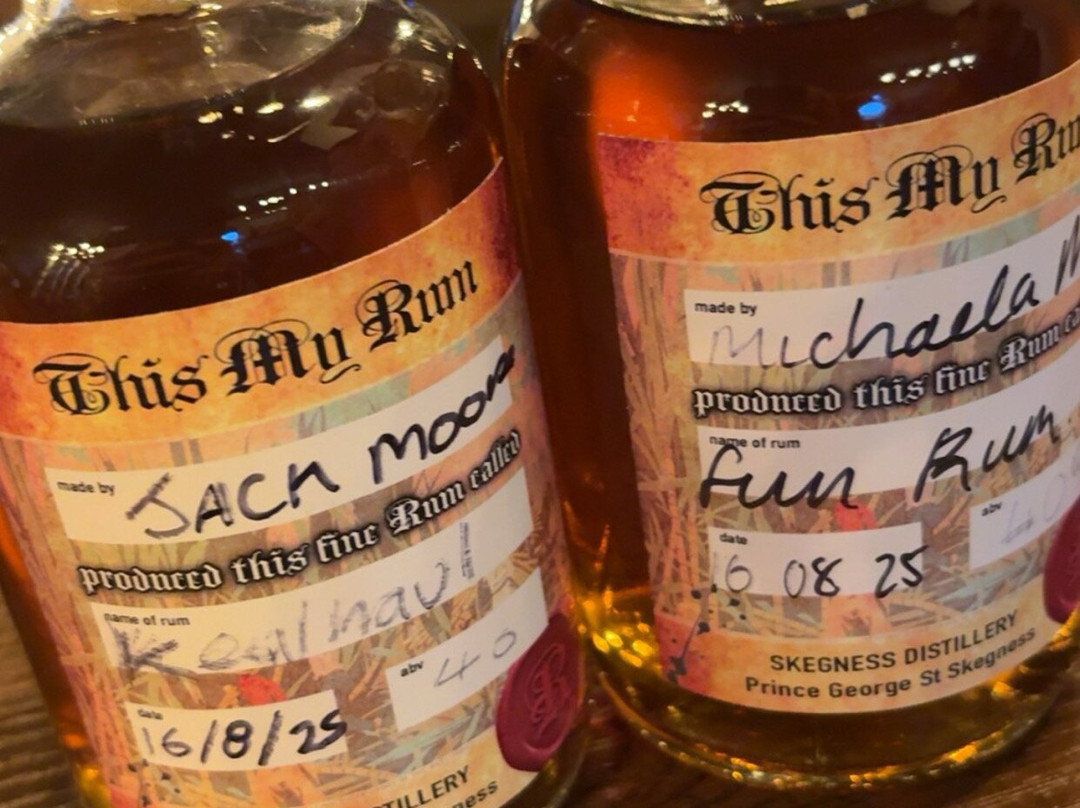 This My Rum
made by
JACK MOORE
produced this fine Rum called
name of rum
date
16/8/25
abv
40
This My
made by
Michaela
produced this fine Rum
name of rum
fun Rum
date
16 08 25
abv
SKEGNESS DISTILLERY
Prince George St Skegness